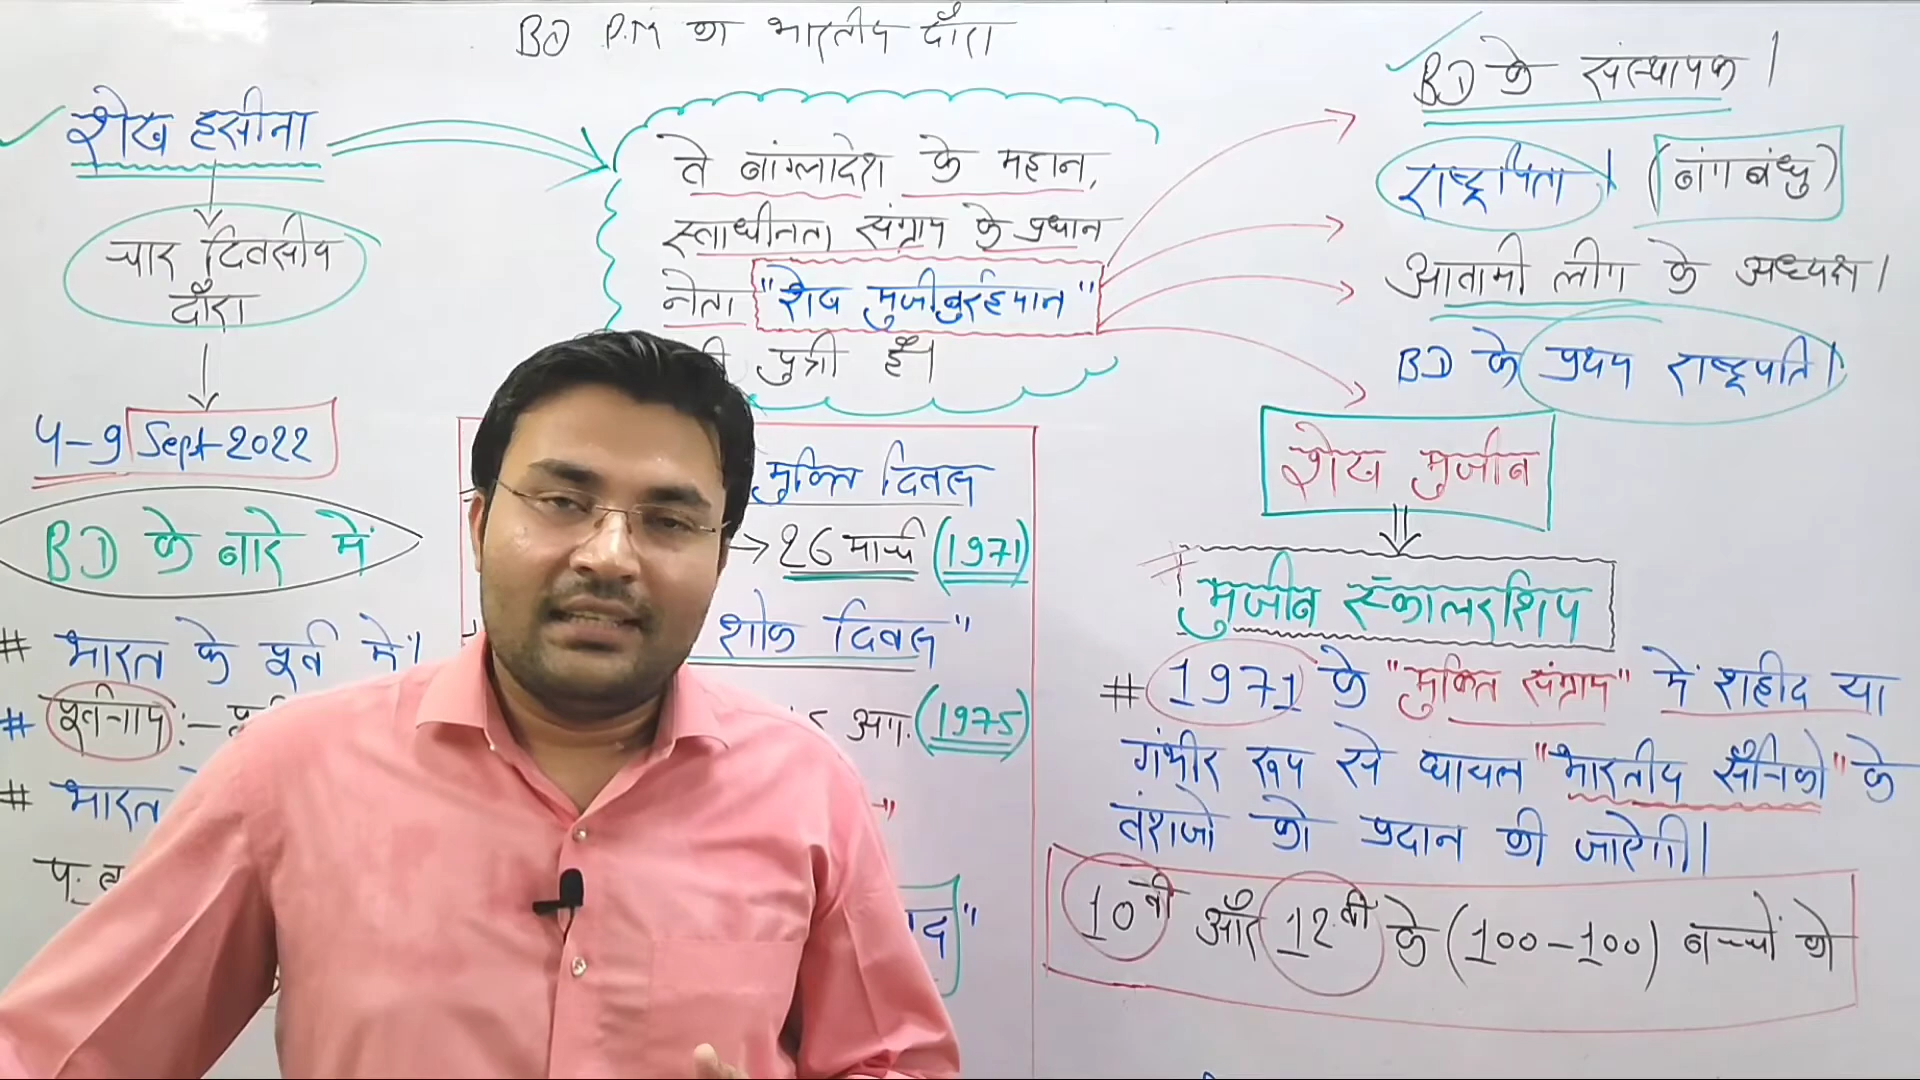 BD P.M का भारतीय दौरा
शेख हसीना
चार दिवसीय
दौरा
5-9 Sept-2022
BD के बारे में
# भारत के पूर्व में।
# पूर्वनाम :-
# भारत
प.
वे बांग्लादेश के महान,
स्वाधीनता संग्राम के प्रधान
नेता "शेख मुजीबुर्रहमान"
पुत्री हैं।
मुक्ति दिवस
→ 26 मार्च (1971)
शोक दिवस"
अग. (1975)
BD के संस्थापक।
राष्ट्रपिता। (बंग बंधु)
आवामी लीग के अध्यक्ष।
BD के प्रथम राष्ट्रपति।
शेख मुजीब
मुजीब स्कॉलरशिप
# 1971 के "मुक्ति संग्राम" में शहीद या
गंभीर रूप से घायल "भारतीय सैनिकों" के
वंशजों को प्रदान की जाएगी।
10वीं और 12वीं के (100-100) बच्चों को